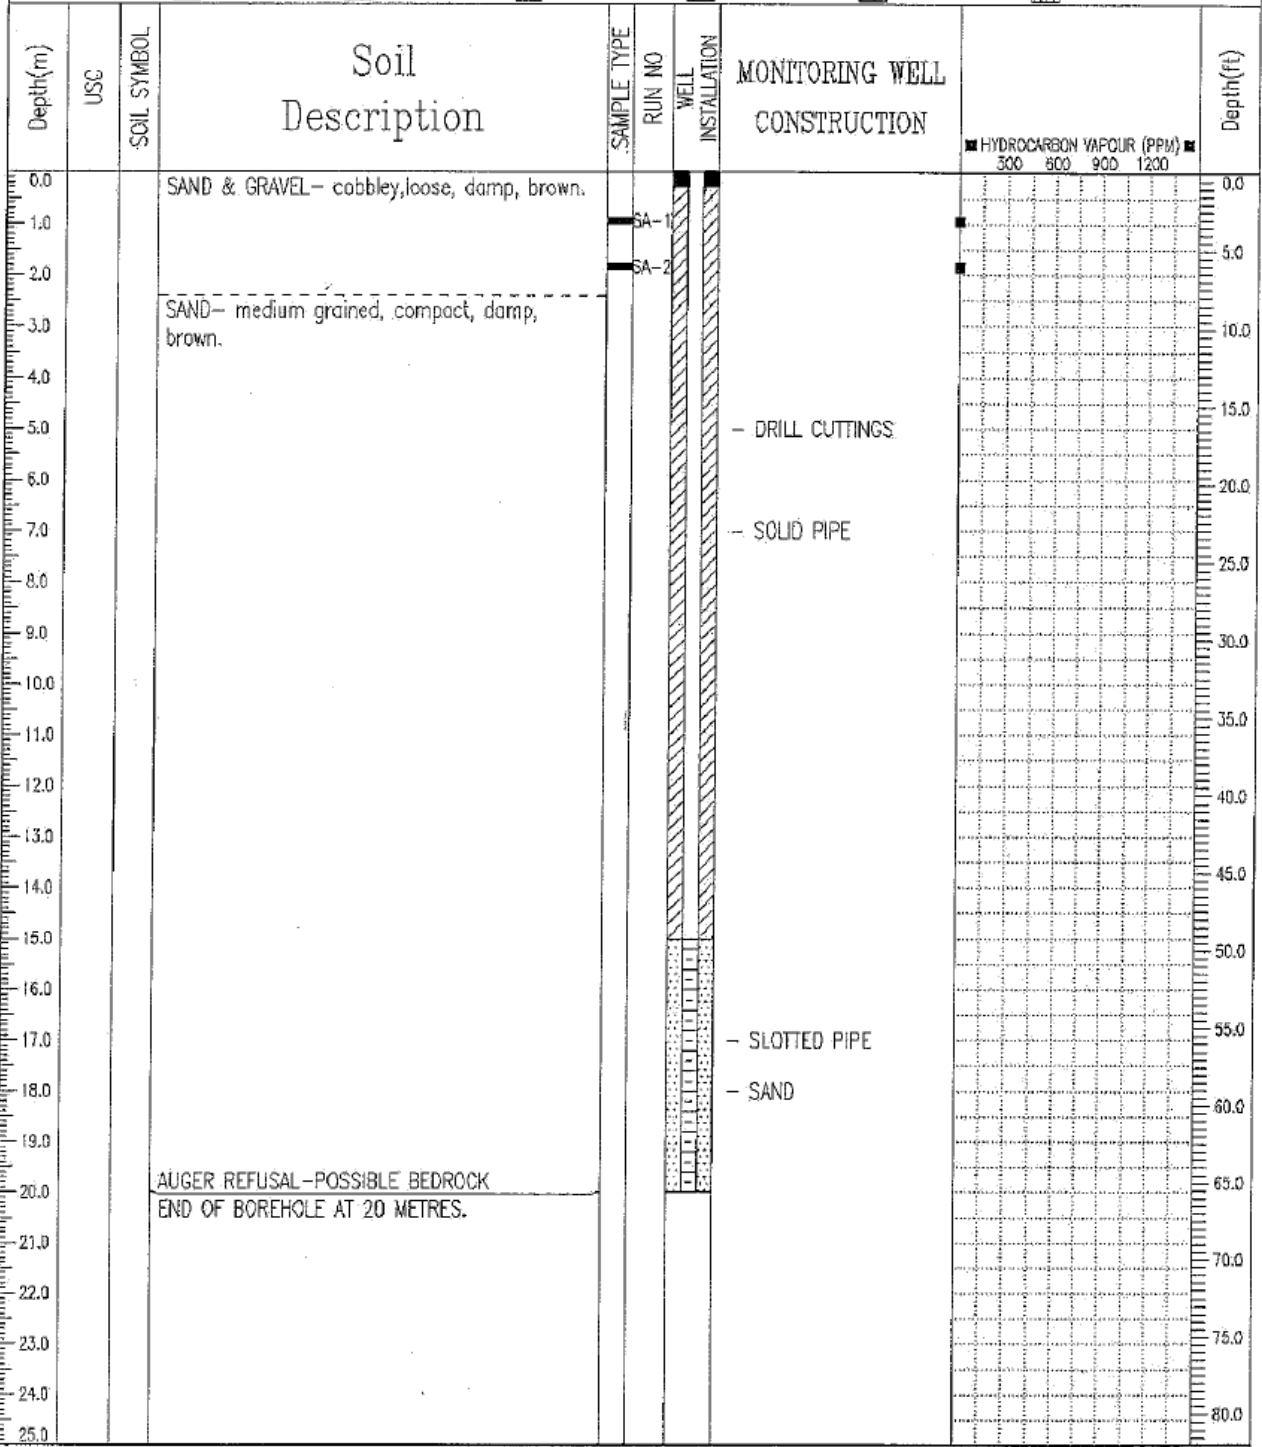 Depth(m)
USC
SOIL SYMBOL
Soil
Description
SAMPLE TYPE
RUN NO
WELL
INSTALLATION
MONITORING WELL
CONSTRUCTION
HYDROCARBON VAPOUR (PPM)
300 600 900 1200
Depth(ft)
0.0
SAND & GRAVEL- cobbley,loose, damp, brown.
0.0
1.0
SA-1
5.0
2.0
SA-2
SAND- medium grained, compact, damp,
brown.
3.0
10.0
4.0
15.0
5.0
- DRILL CUTTINGS
6.0
20.0
7.0
- SOLID PIPE
25.0
8.0
9.0
30.0
10.0
35.0
11.0
12.0
40.0
13.0
14.0
45.0
15.0
50.0
16.0
17.0
- SLOTTED PIPE
55.0
18.0
- SAND
60.0
19.0
AUGER REFUSAL-POSSIBLE BEDROCK
65.0
20.0
END OF BOREHOLE AT 20 METRES.
21.0
70.0
22.0
23.0
75.0
24.0
80.0
25.0